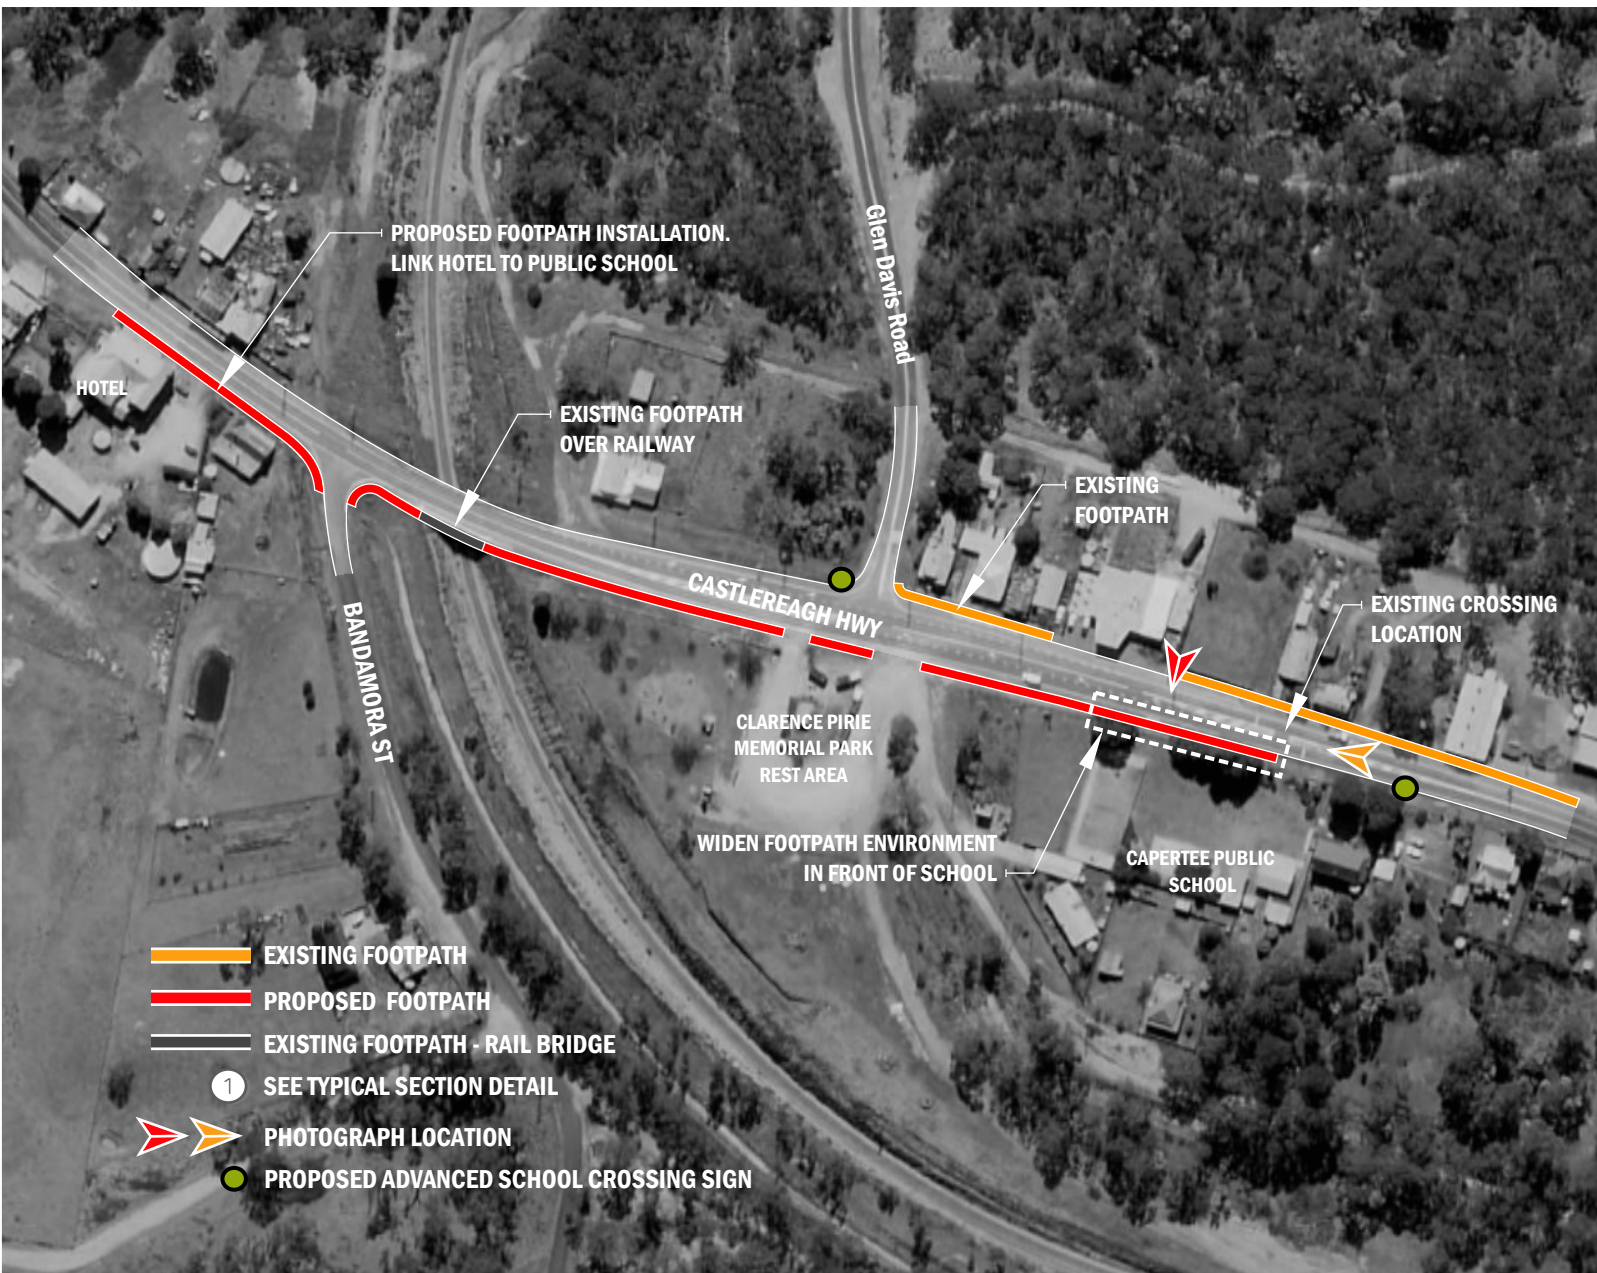 PROPOSED FOOTPATH INSTALLATION.
LINK HOTEL TO PUBLIC SCHOOL
Glen Davis Road
HOTEL
EXISTING FOOTPATH
OVER RAILWAY
EXISTING
FOOTPATH
CASTLEREAGH HWY
EXISTING CROSSING
LOCATION
BANDAMORA ST
CLARENCE PIRIE
MEMORIAL PARK
REST AREA
WIDEN FOOTPATH ENVIRONMENT
IN FRONT OF SCHOOL
CAPERTEE PUBLIC
SCHOOL
EXISTING FOOTPATH
PROPOSED FOOTPATH
EXISTING FOOTPATH - RAIL BRIDGE
1 SEE TYPICAL SECTION DETAIL
PHOTOGRAPH LOCATION
PROPOSED ADVANCED SCHOOL CROSSING SIGN